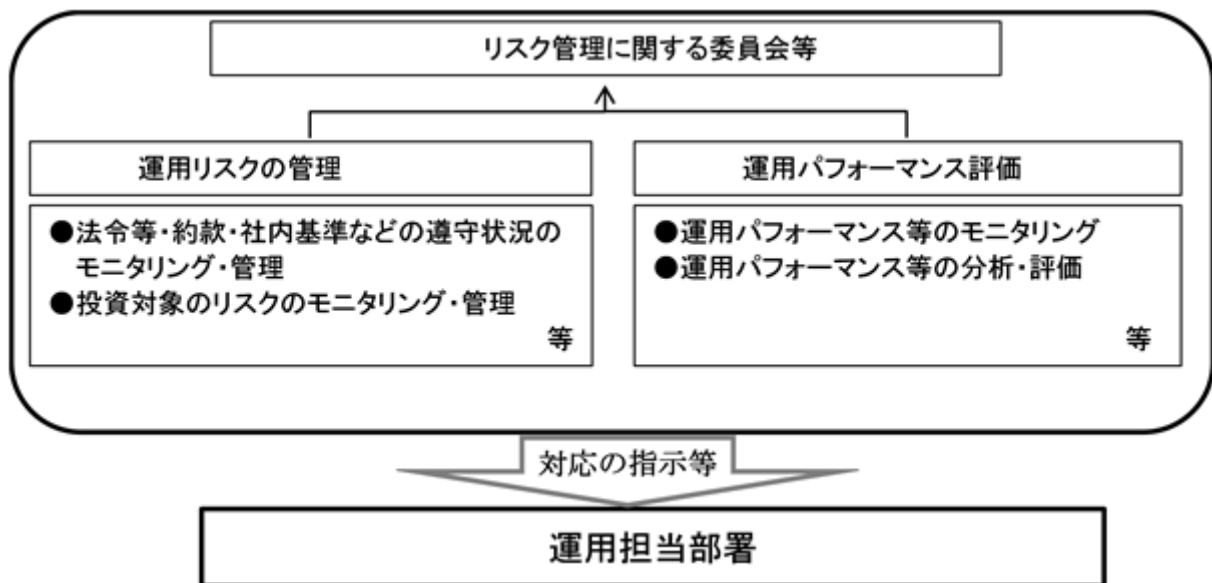 リスク管理に関する委員会等
運用リスクの管理
●法令等・約款・社内基準などの遵守状況の
モニタリング・管理
●投資対象のリスクのモニタリング・管理
等
運用パフォーマンス評価
●運用パフォーマンス等のモニタリング
●運用パフォーマンス等の分析・評価
等
対応の指示等
運用担当部署